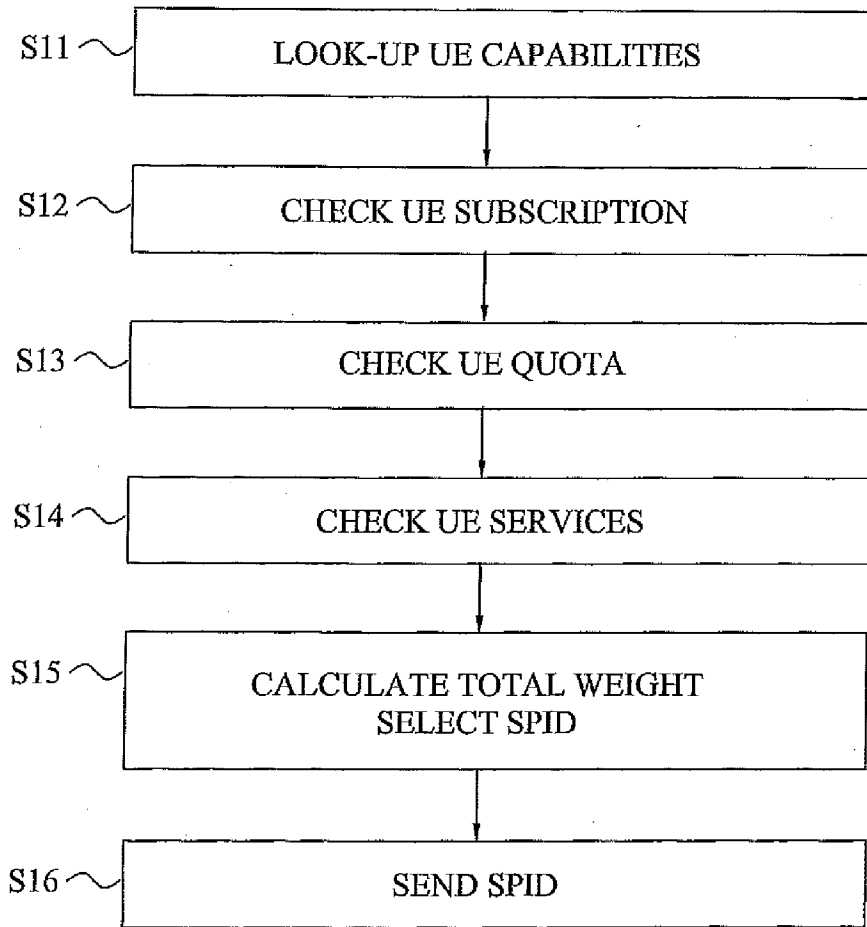 S11 LOOK-UP UE CAPABILITIES
S12 CHECK UE SUBSCRIPTION
S13 CHECK UE QUOTA
S14 CHECK UE SERVICES
S15 CALCULATE TOTAL WEIGHT
SELECT SPID
S16 SEND SPID